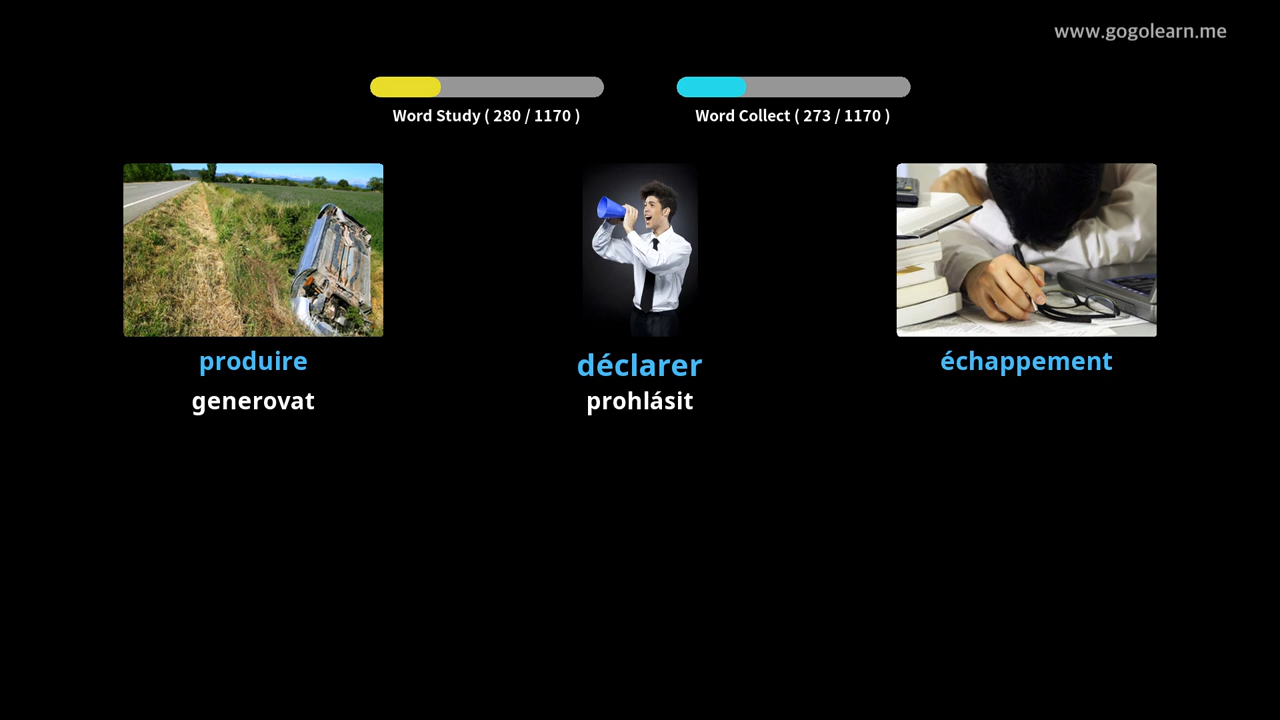 www.gogolearn.me
Word Study ( 280 / 1170 )
Word Collect ( 273 / 1170 )
produire
déclarer
échappement
generovat
prohlásit